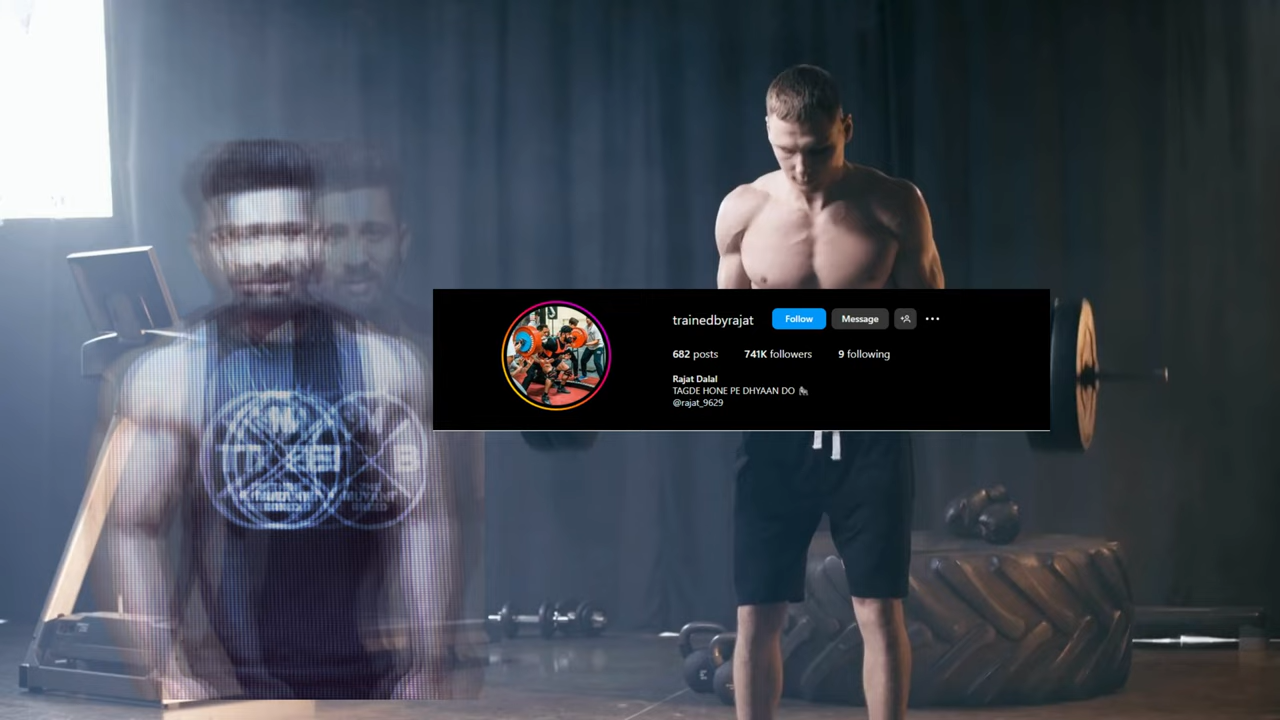 trainedbyrajat Follow Message
682 posts 741K followers 9 following
Rajat Dalal
TAGDE HONE PE DHYAAN DO 🦍
@rajat_9629